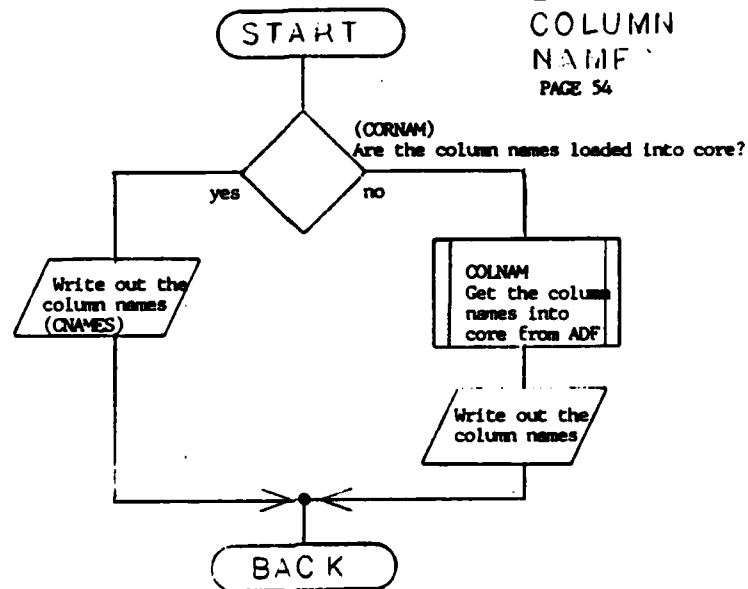 START
COLUMN
NAME
PAGE 54
(CORNAM)
Are the column names loaded into core?
yes
no
Write out the
column names
(CNAMES)
COLNAM
Get the column
names into
core from ADF
Write out the
column names
BACK